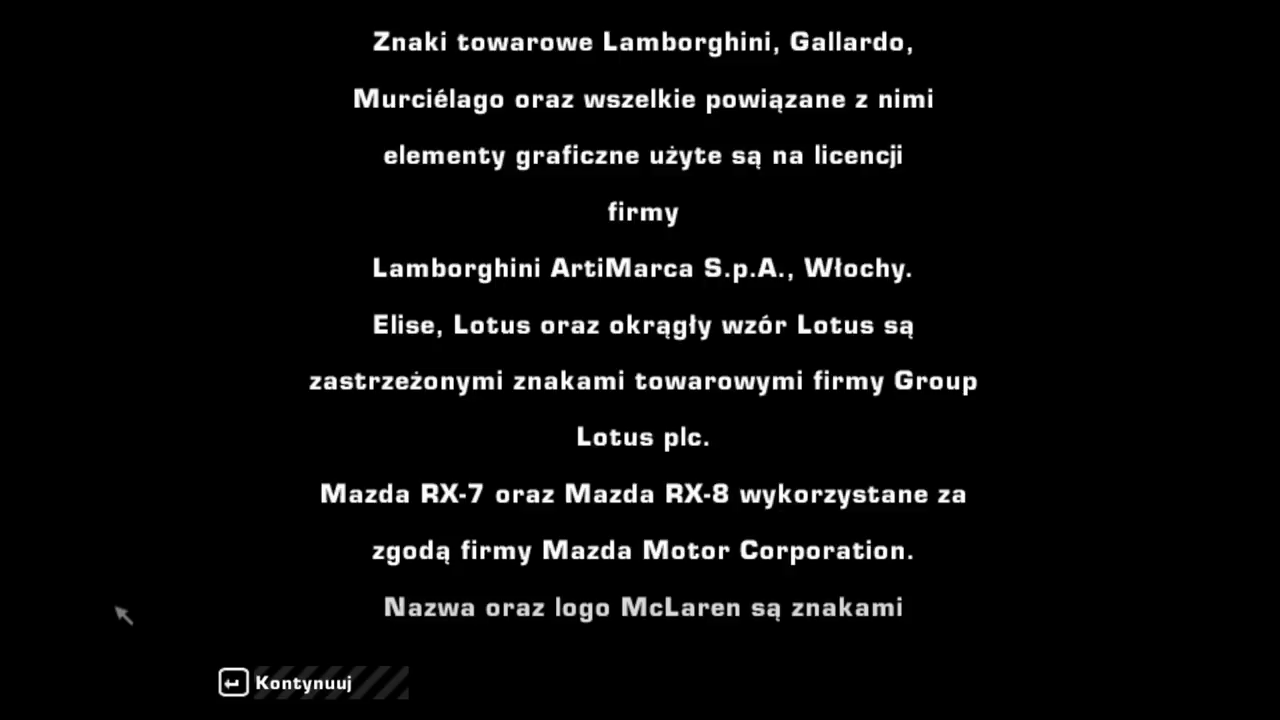 Znaki towarowe Lamborghini, Gallardo,
Murciélago oraz wszelkie powiązane z nimi
elementy graficzne użyte są na licencji
firmy
Lamborghini ArtiMarca S.p.A., Włochy.
Elise, Lotus oraz okrągły wzór Lotus są
zastrzeżonymi znakami towarowymi firmy Group
Lotus plc.
Mazda RX-7 oraz Mazda RX-8 wykorzystane za
zgodą firmy Mazda Motor Corporation.
Nazwa oraz logo McLaren są znakami
Kontynuuj